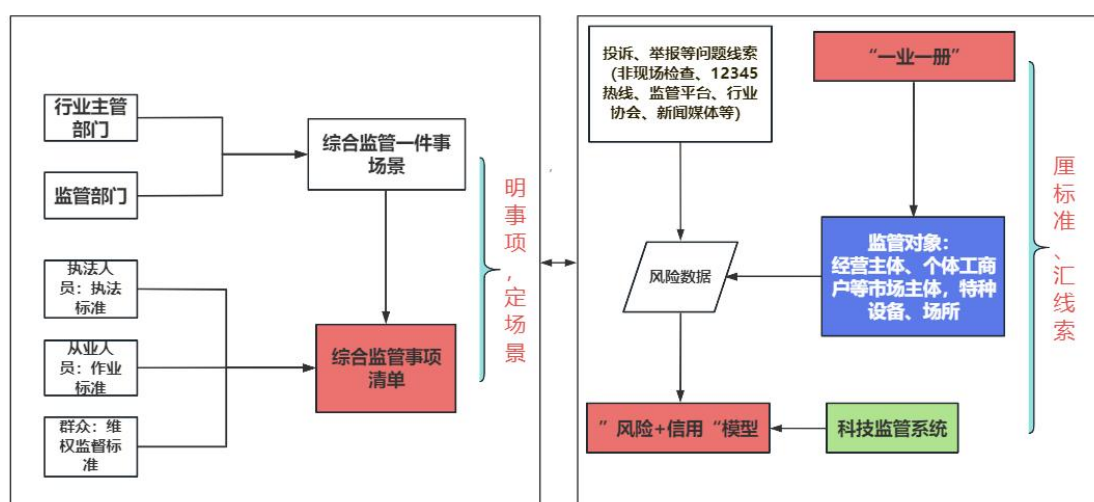 行业主管
部门
监管部门
综合监管一件事
场景
执法人
员：执法
标准
从业人
员：作业
标准
群众：维
权监督标
准
综合监管事项
清单
明事项，定场景
投诉、举报等问题线索
（非现场检查、12345
热线、监管平台、行业
协会、新闻媒体等）
“一业一册”
风险数据
监管对象：
经营主体、个体工商
户等市场主体，特种
设备、场所
”风险+信用“模型
科技监管系统
厘标准、汇线索